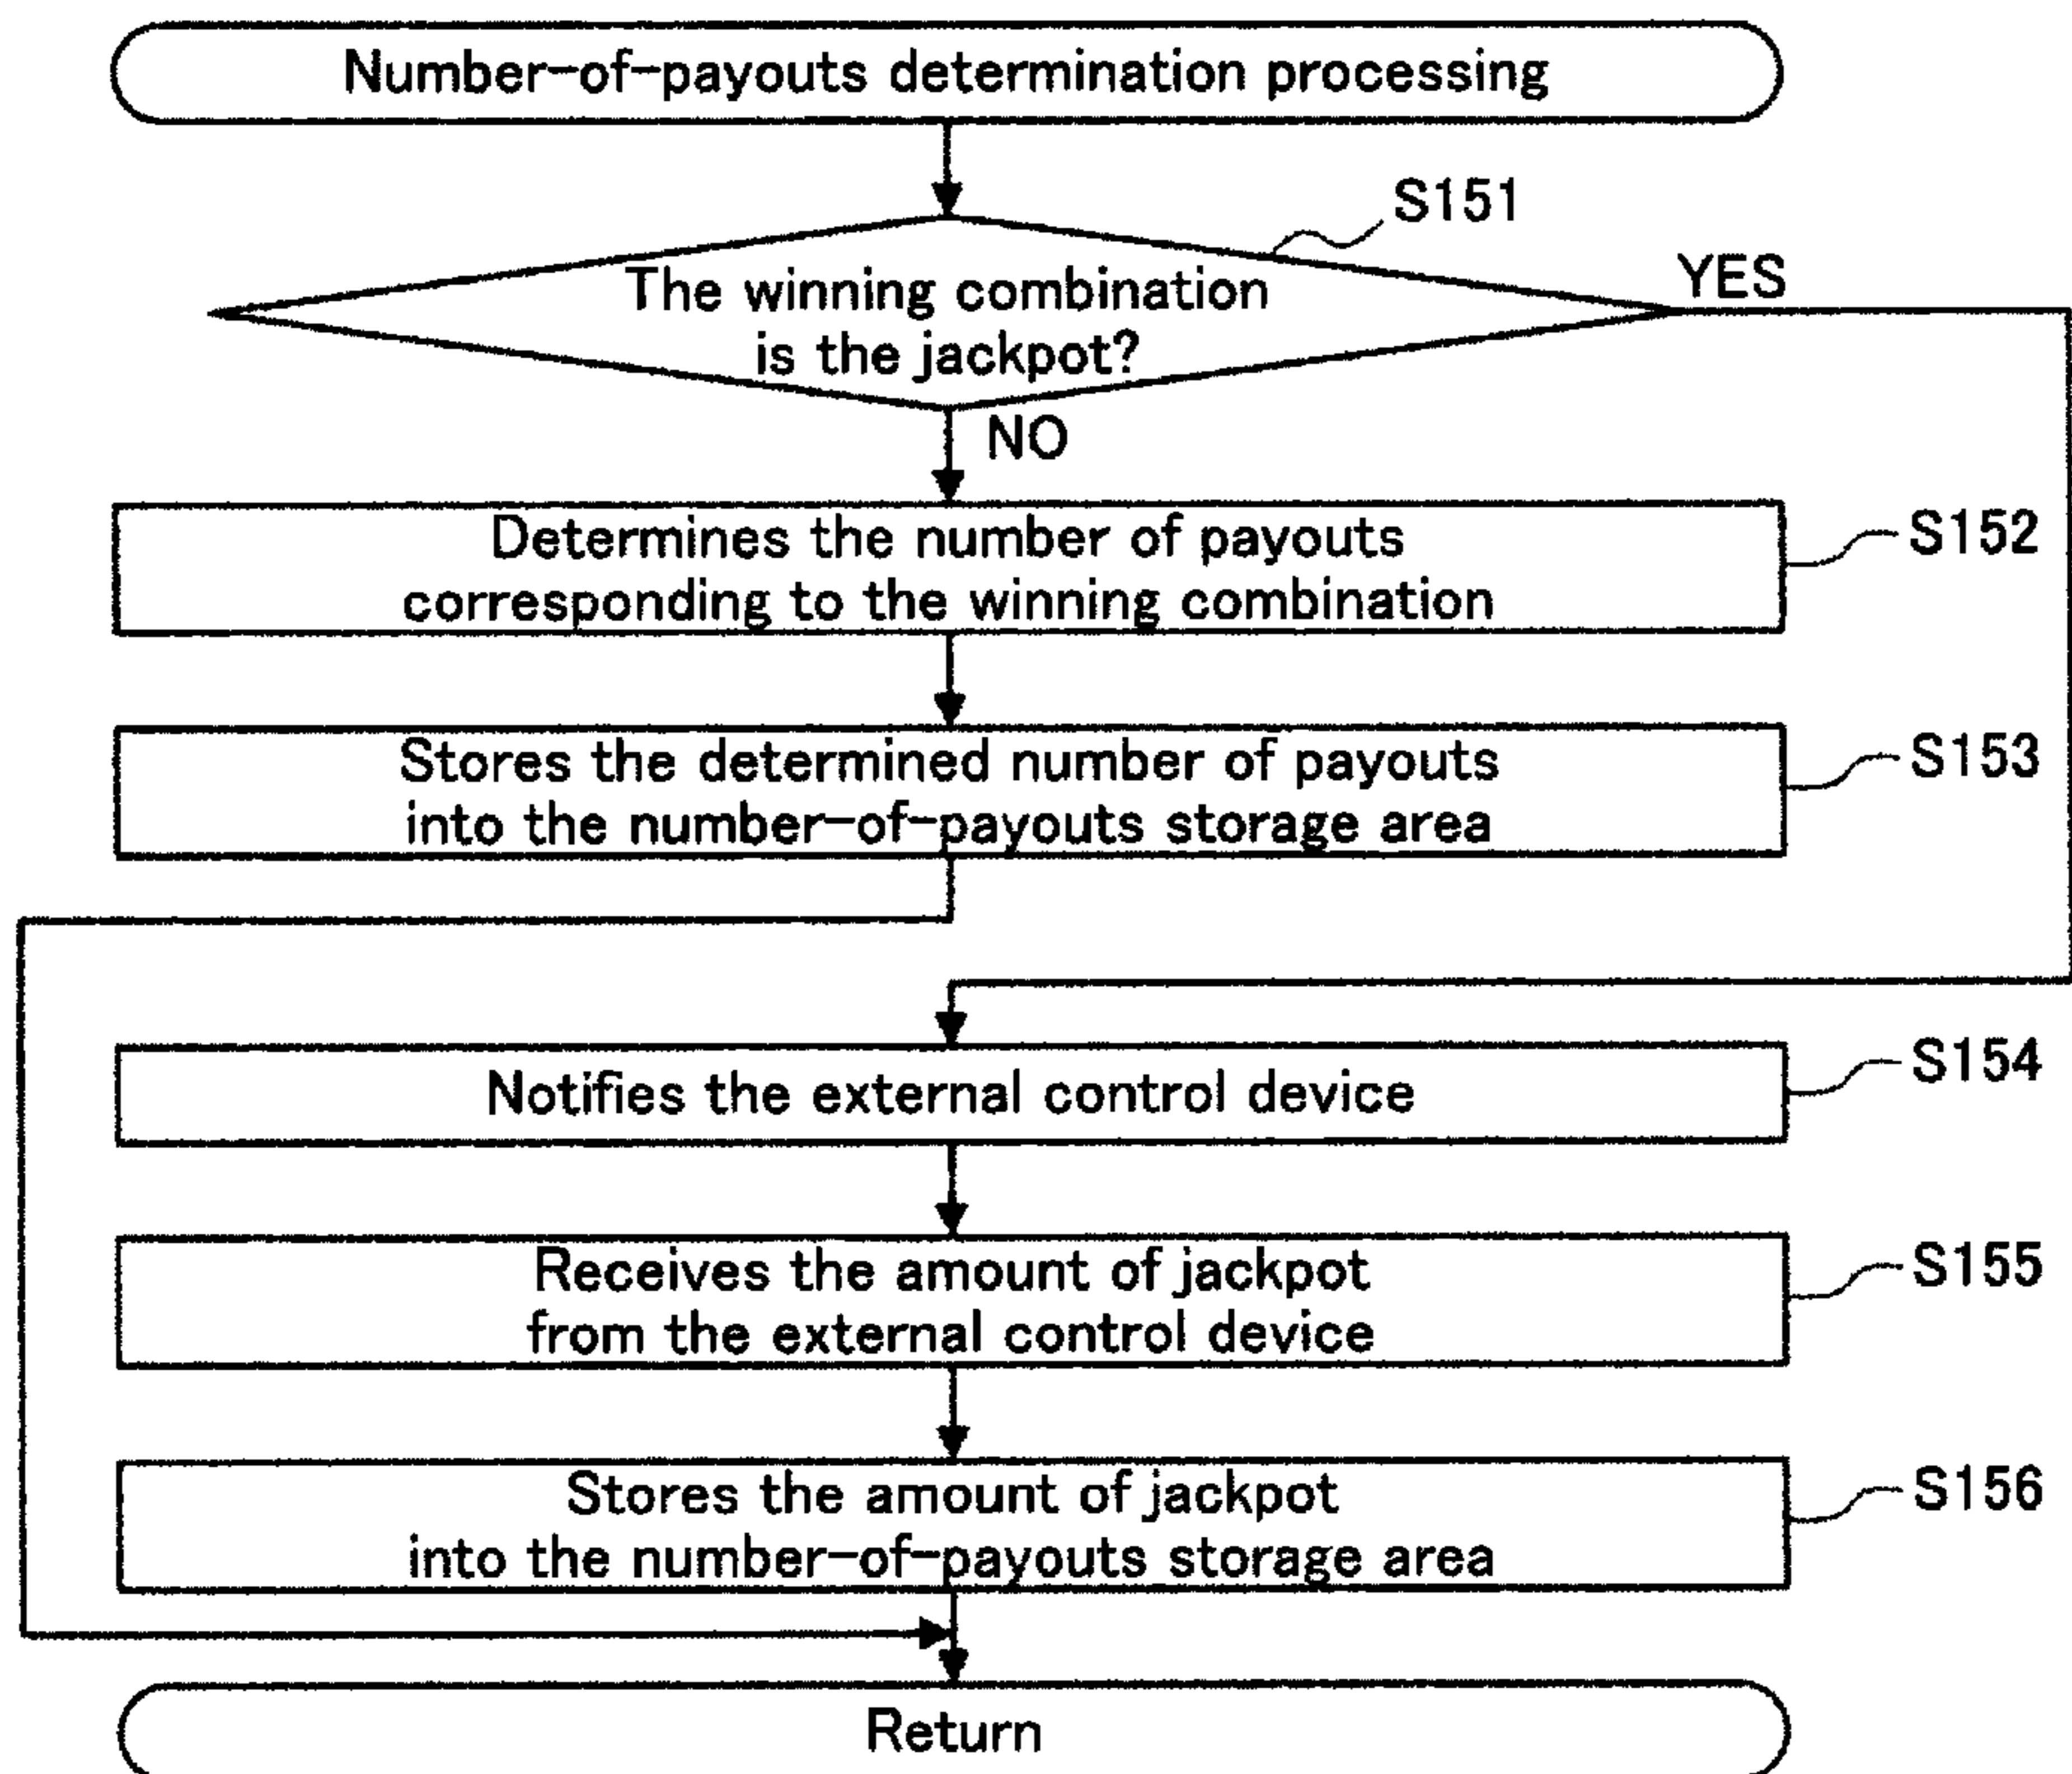 Number-of-payouts determination processing
S151
The winning combination
is the jackpot?
YES
NO
Determines the number of payouts
corresponding to the winning combination
S152
Stores the determined number of payouts
into the number-of-payouts storage area
S153
Notifies the external control device
S154
Receives the amount of jackpot
from the external control device
S155
Stores the amount of jackpot
into the number-of-payouts storage area
S156
Return